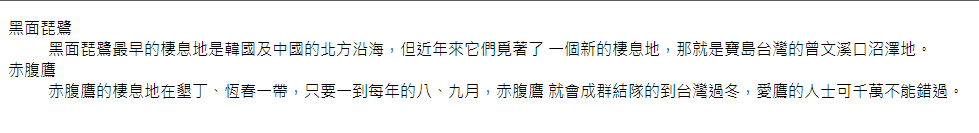 黑面琵鷺
黑面琵鷺最早的棲息地是韓國及中國的北方沿海，但近年來它們覓著了 一個新的棲息地，那就是寶島台灣的曾文溪口沼澤地。
赤腹鷹
赤腹鷹的棲息地在墾丁、恆春一帶，只要一到每年的八、九月，赤腹鷹 就會成群結隊的到台灣過冬，愛鷹的人士可千萬不能錯過。